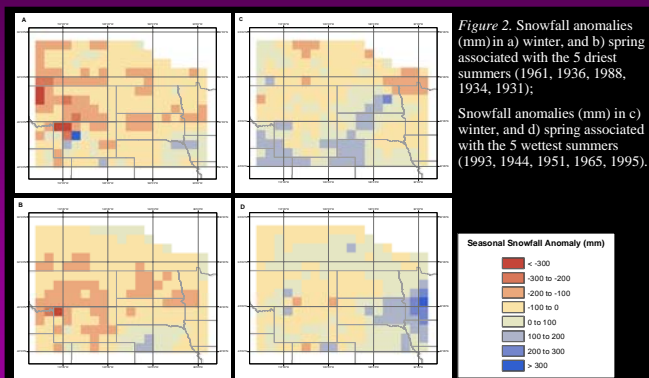 A
C
B
D
Figure 2. Snowfall anomalies
(mm) in a) winter, and b) spring
associated with the 5 driest
summers (1961, 1936, 1988,
1934, 1931);
Snowfall anomalies (mm) in c)
winter, and d) spring associated
with the 5 wettest summers
(1993, 1944, 1951, 1965, 1995).
Seasonal Snowfall Anomaly (mm)
< -300
-300 to -200
-200 to -100
-100 to 0
0 to 100
100 to 200
200 to 300
> 300